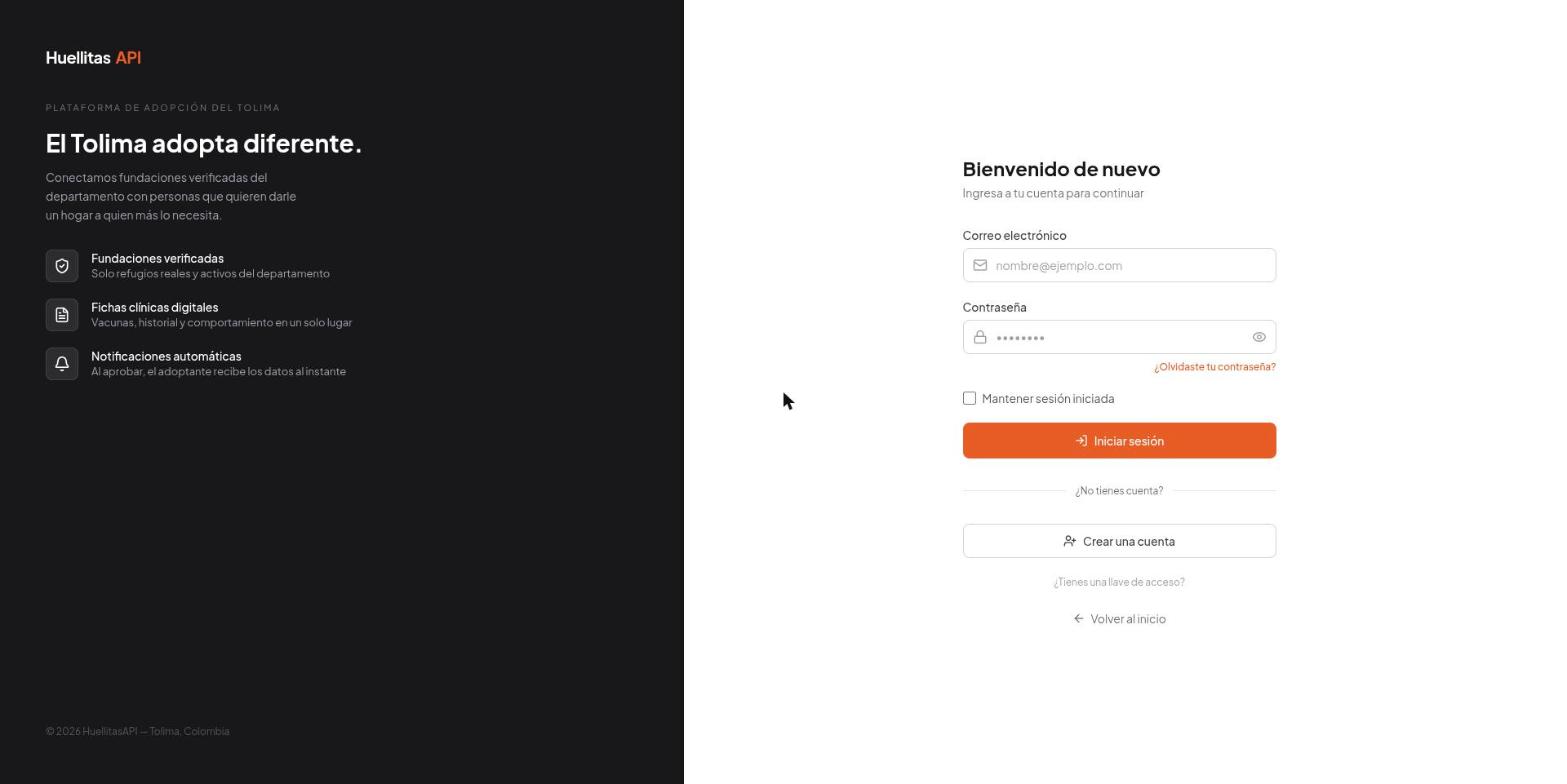 Huellitas API
PLATAFORMA DE ADOPCIÓN DEL TOLIMA
El Tolima adopta diferente.
Conectamos fundaciones verificadas del
departamento con personas que quieren darle
un hogar a quien más lo necesita.
Fundaciones verificadas
Solo refugios reales y activos del departamento
Fichas clínicas digitales
Vacunas, historial y comportamiento en un solo lugar
Notificaciones automáticas
Al aprobar, el adoptante recibe los datos al instante
© 2026 HuellitasAPI — Tolima, Colombia
Bienvenido de nuevo
Ingresa a tu cuenta para continuar
Correo electrónico
nombre@ejemplo.com
Contraseña
••••••••
¿Olvidaste tu contraseña?
Mantener sesión iniciada
Iniciar sesión
¿No tienes cuenta?
Crear una cuenta
¿Tienes una llave de acceso?
Volver al inicio